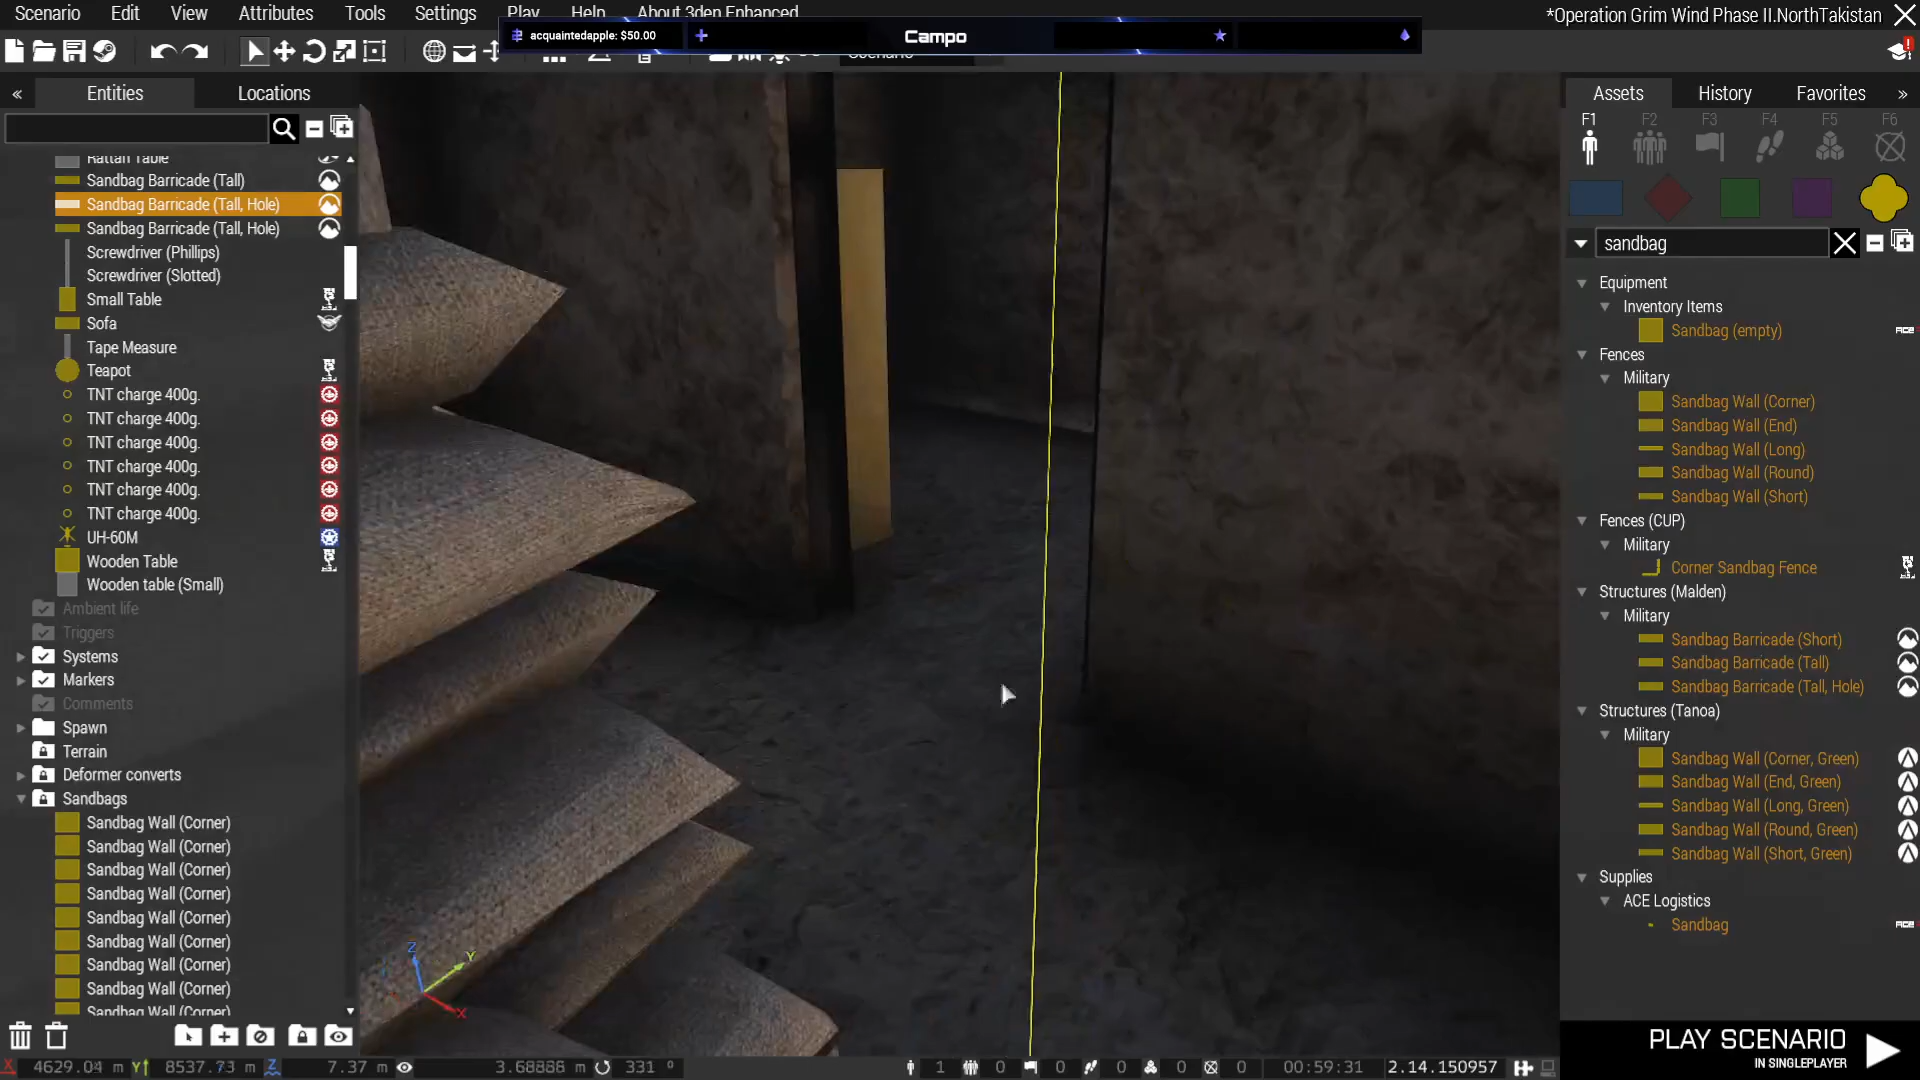 Scenario Edit View Attributes Tools Settings Play Help About 3den Enhanced
*Operation Grim Wind Phase II.NorthTakistan
acquaintedapple: $50.00
Campo
Scenario
Entities Locations
Rattan Table
Sandbag Barricade (Tall)
Sandbag Barricade (Tall, Hole)
Sandbag Barricade (Tall, Hole)
Screwdriver (Phillips)
Screwdriver (Slotted)
Small Table
Sofa
Tape Measure
Teapot
TNT charge 400g.
TNT charge 400g.
TNT charge 400g.
TNT charge 400g.
TNT charge 400g.
TNT charge 400g.
UH-60M
Wooden Table
Wooden table (Small)
Ambient life
Triggers
Systems
Markers
Comments
Spawn
Terrain
Deformer converts
Sandbags
Sandbag Wall (Corner)
Sandbag Wall (Corner)
Sandbag Wall (Corner)
Sandbag Wall (Corner)
Sandbag Wall (Corner)
Sandbag Wall (Corner)
Sandbag Wall (Corner)
Sandbag Wall (Corner)
Sandbag Wall (Corner)
Z
Y
X
Assets History Favorites
F1 F2 F3 F4 F5 F6
sandbag
Equipment
Inventory Items
Sandbag (empty)
Fences
Military
Sandbag Wall (Corner)
Sandbag Wall (End)
Sandbag Wall (Long)
Sandbag Wall (Round)
Sandbag Wall (Short)
Fences (CUP)
Military
Corner Sandbag Fence
Structures (Malden)
Military
Sandbag Barricade (Short)
Sandbag Barricade (Tall)
Sandbag Barricade (Tall, Hole)
Structures (Tanoa)
Military
Sandbag Wall (Corner, Green)
Sandbag Wall (End, Green)
Sandbag Wall (Long, Green)
Sandbag Wall (Round, Green)
Sandbag Wall (Short, Green)
Supplies
ACE Logistics
Sandbag
PLAY SCENARIO
IN SINGLEPLAYER
X 4629.04 m Y 8537.73 m Z 7.37 m 3.68888 m 331 ° 1 0 0 0 0 0 00:59:31 2.14.150957